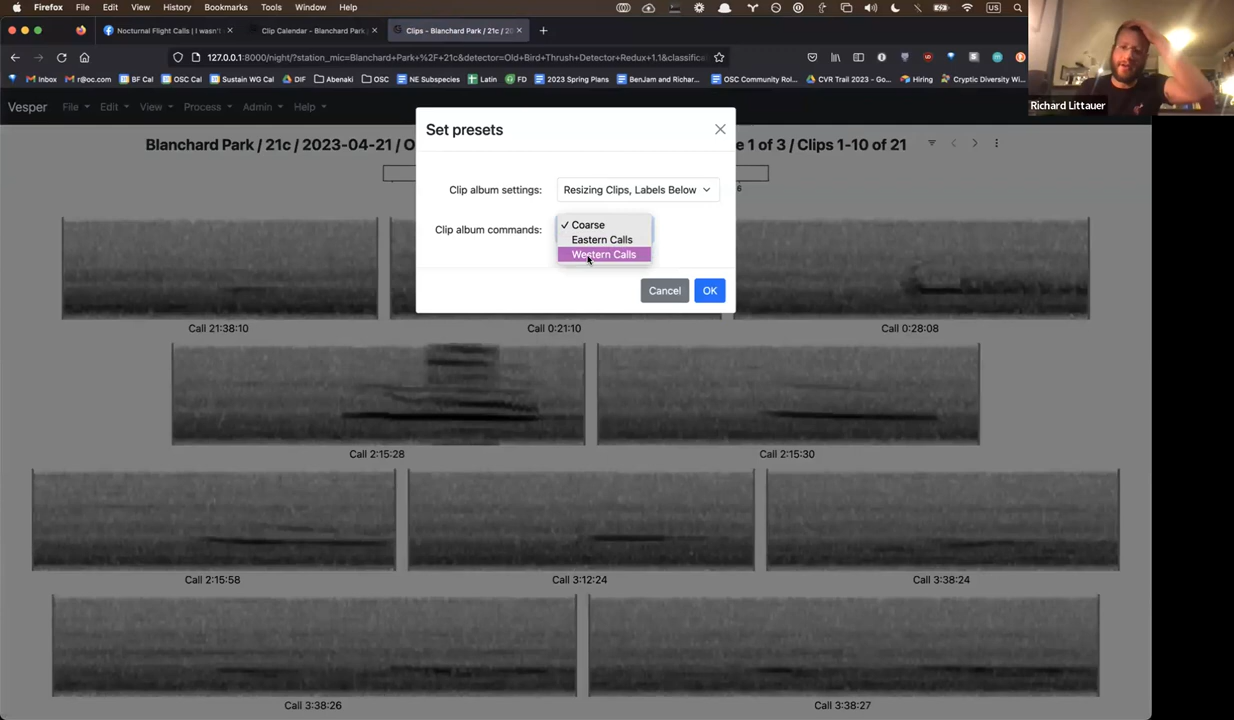 Firefox File Edit View History Bookmarks Tools Window Help US
Nocturnal Flight Calls | I wasn't
Clip Calendar - Blanchard Park
Clips - Blanchard Park / 21c / 20
127.0.0.1:8000/night/?station_mic=Blanchard+Park+%2F+21c&detector=Old+Bird+Thrush+Detector+Redux+1.1&classific
Inbox r@oc.com BF Cal OSC Cal Sustain WG Cal DIF Abenaki OSC NE Subspecies Latin FD 2023 Spring Plans BenJam and Richar... OSC Community Rol... CVR Trail 2023 - Go... Hiring Cryptic Diversity Wi...
Richard Littauer
Vesper File Edit View Process Admin Help
Set presets
Blanchard Park / 21c / 2023-04-21 / O
e 1 of 3 / Clips 1-10 of 21
Clip album settings: Resizing Clips, Labels Below
Clip album commands: ✓ Coarse
Eastern Calls
Western Calls
Cancel OK
Call 21:38:10 Call 0:21:10 Call 0:28:08
Call 2:15:28 Call 2:15:30
Call 2:15:58 Call 3:12:24 Call 3:38:24
Call 3:38:26 Call 3:38:27